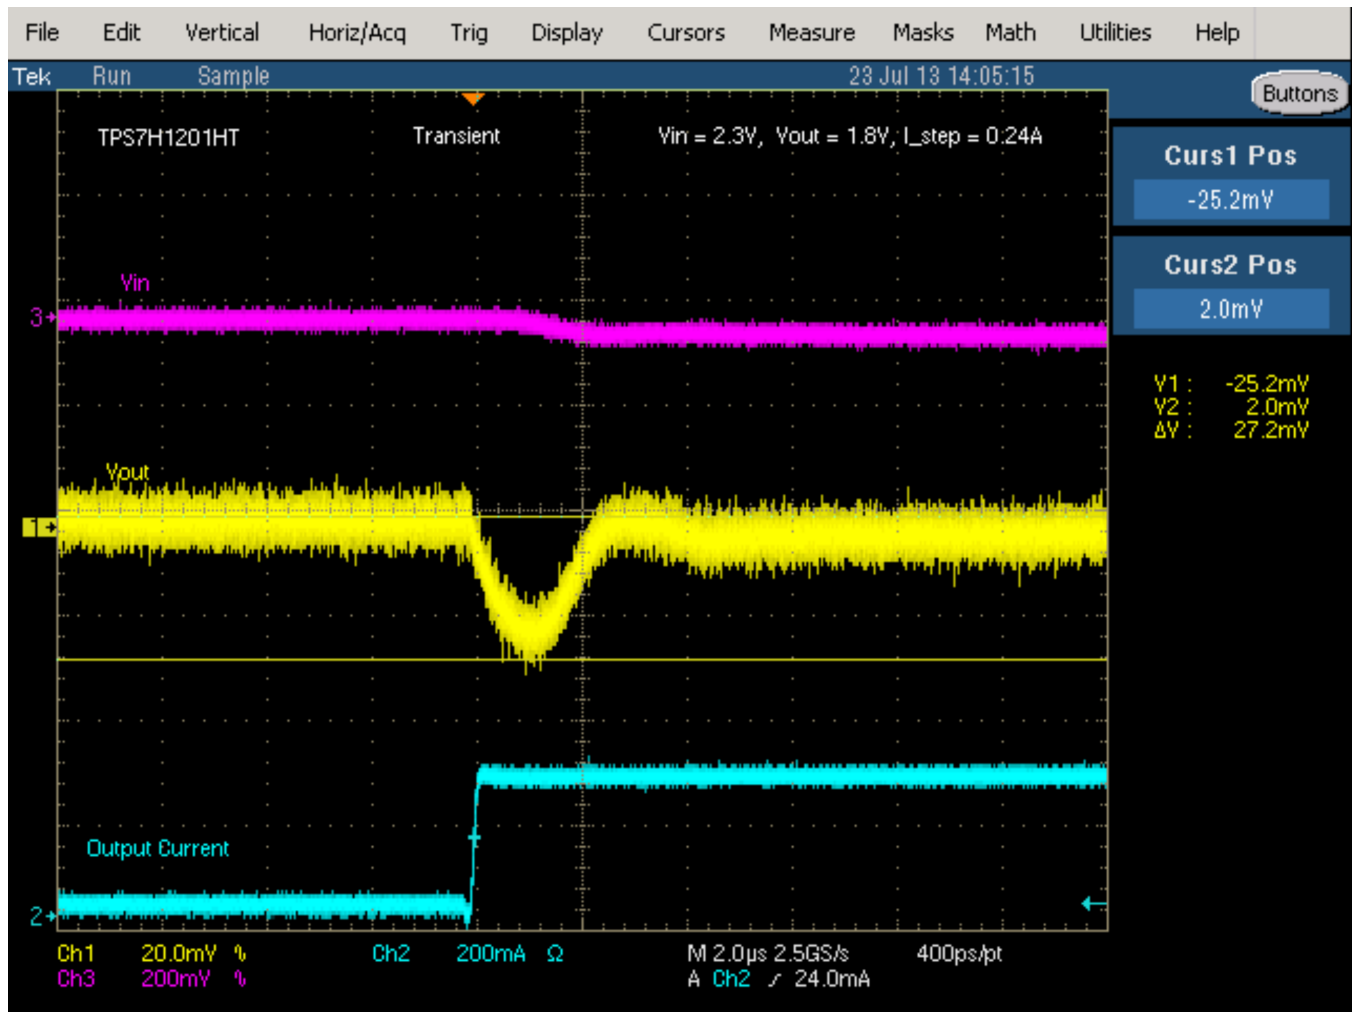 File Edit Vertical Horiz/Acq Trig Display Cursors Measure Masks Math Utilities Help
Tek Run Sample 23 Jul 13 14:05:15
Buttons
TPS7H1201HT Transient Vin = 2.3V, Vout = 1.8V, I_step = 0.24A
Curs1 Pos
-25.2mV
Curs2 Pos
2.0mV
Vin
3
V1 : -25.2mV
V2 : 2.0mV
ΔV : 27.2mV
Vout
1
Output Current
2
Ch1 20.0mV Ch2 200mA Ω M 2.0µs 2.5GS/s 400ps/pt
Ch3 200mV A Ch2 24.0mA